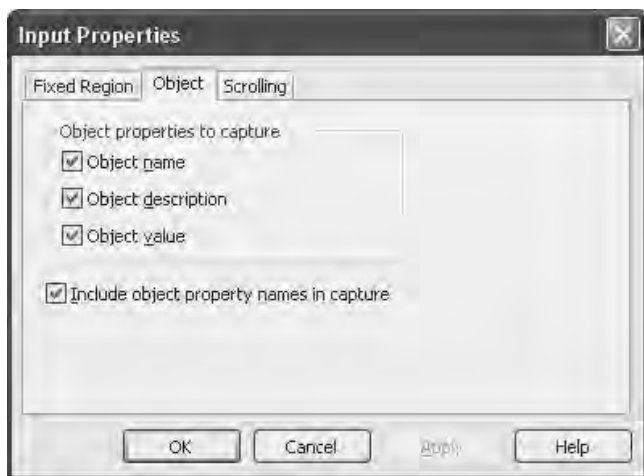 Input Properties
Fixed Region Object Scrolling
Object properties to capture
Object name
Object description
Object value
Include object property names in capture
OK Cancel Apply Help